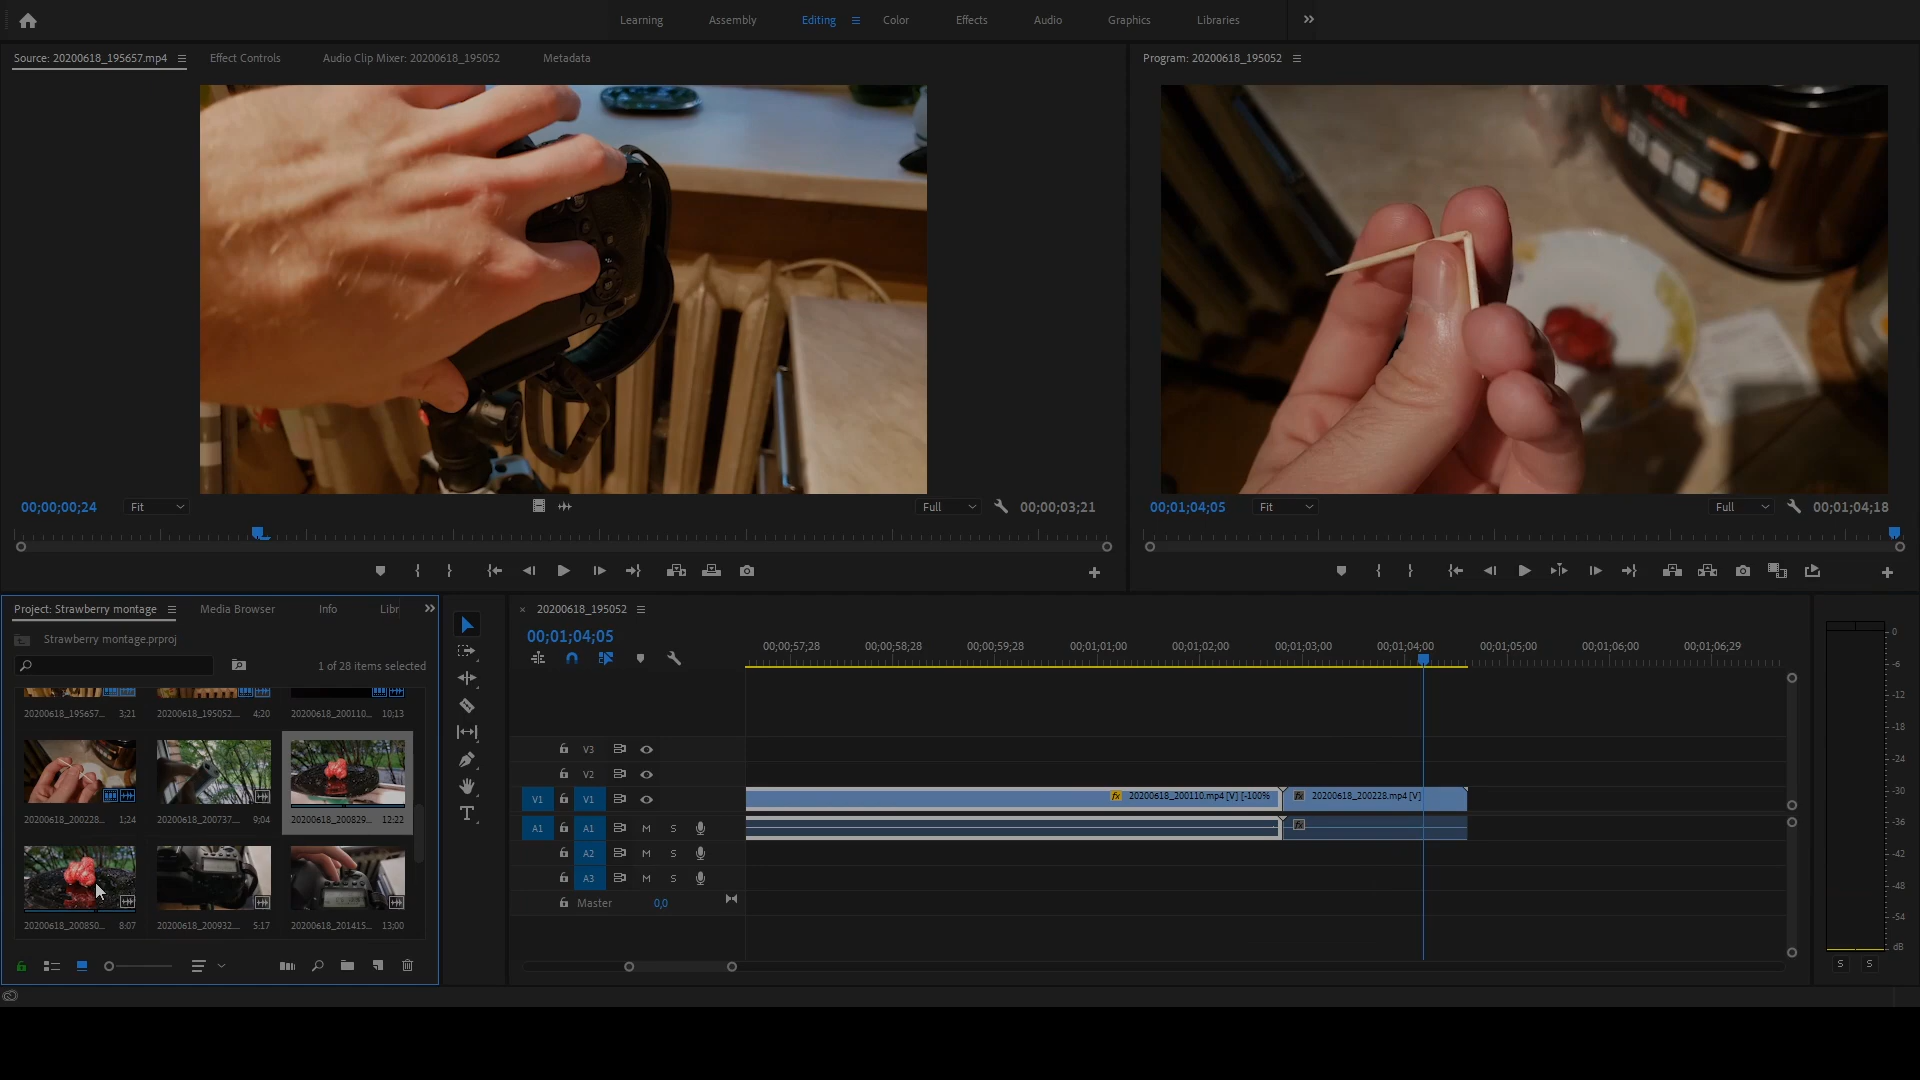 Learning Assembly Editing Color Effects Audio Graphics Libraries
Source: 20200618_195657.mp4 Effect Controls Audio Clip Mixer: 20200618_195052 Metadata
Program: 20200618_195052
00;00;00;24 Fit Full 00;00;03;21
00;01;04;05 Fit Full 00;01;04;18
Project: Strawberry montage Media Browser Info Libr
Strawberry montage.prproj
1 of 28 items selected
20200618_195657... 3;21 20200618_195052.... 4;20 20200618_200110... 10;13
20200618_200228... 1;24 20200618_200737... 9;04 20200618_200829... 12:22
20200618_200850... 8:07 20200618_200932... 5:17 20200618_201415... 13;00
× 20200618_195052
00;01;04;05
00;00;57;28 00;00;58;28 00;00;59;28 00;01;01;00 00;01;02;00 00;01;03;00 00;01;04;00 00;01;05;00 00;01;06;00 00;01;06;29
V3
V2
V1 V1
fx 20200618_200110.mp4 [V] [-100% fx 20200618_200228.mp4 [V]
A1 A1 M S
fx
A2 M S
A3 M S
Master 0,0
0
-6
-12
-18
-24
-30
-36
-42
-48
-54
dB
S S